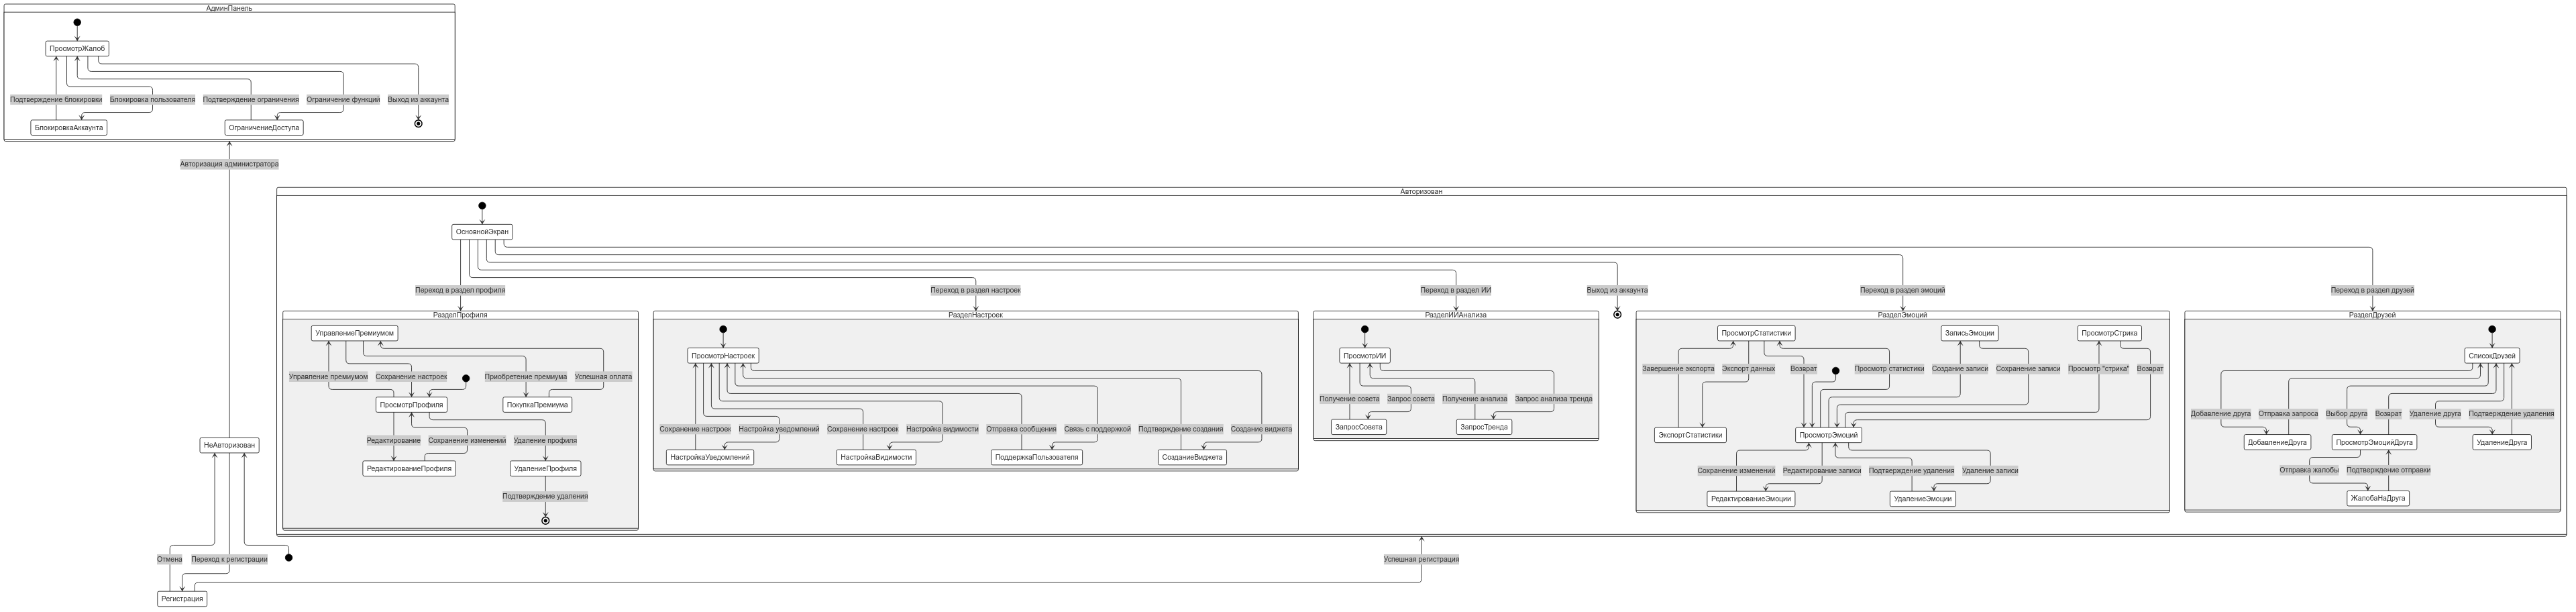 АдминПанель
ПросмотрЖалоб
Подтверждение блокировки
Блокировка пользователя
Подтверждение ограничения
Ограничение функций
Выход из аккаунта
БлокировкаАккаунта
ОграничениеДоступа
Авторизация администратора
Авторизован
ОсновнойЭкран
Переход в раздел профиля
Переход в раздел настроек
Переход в раздел ИИ
Выход из аккаунта
Переход в раздел эмоций
Переход в раздел друзей
РазделПрофиля
УправлениеПремиумом
Управление премиумом
Сохранение настроек
Приобретение премиума
Успешная оплата
ПросмотрПрофиля
ПокупкаПремиума
Редактирование
Сохранение изменений
Удаление профиля
РедактированиеПрофиля
УдалениеПрофиля
Подтверждение удаления
РазделНастроек
ПросмотрНастроек
Сохранение настроек
Настройка уведомлений
Сохранение настроек
Настройка видимости
Отправка сообщения
Связь с поддержкой
Подтверждение создания
Создание виджета
НастройкаУведомлений
НастройкаВидимости
ПоддержкаПользователя
СозданиеВиджета
РазделИИАнализа
ПросмотрИИ
Получение совета
Запрос совета
Получение анализа
Запрос анализа тренда
ЗапросСовета
ЗапросТренда
РазделЭмоций
ПросмотрСтатистики
ЗаписьЭмоции
ПросмотрСтрика
Завершение экспорта
Экспорт данных
Возврат
Просмотр статистики
Создание записи
Сохранение записи
Просмотр "стрика"
Возврат
ЭкспортСтатистики
ПросмотрЭмоций
Сохранение изменений
Редактирование записи
Подтверждение удаления
Удаление записи
РедактированиеЭмоции
УдалениеЭмоции
РазделДрузей
СписокДрузей
Добавление друга
Отправка запроса
Выбор друга
Возврат
Удаление друга
Подтверждение удаления
ДобавлениеДруга
ПросмотрЭмоцийДруга
УдалениеДруга
Отправка жалобы
Подтверждение отправки
ЖалобаНаДруга
НеАвторизован
Отмена
Переход к регистрации
Успешная регистрация
Регистрация